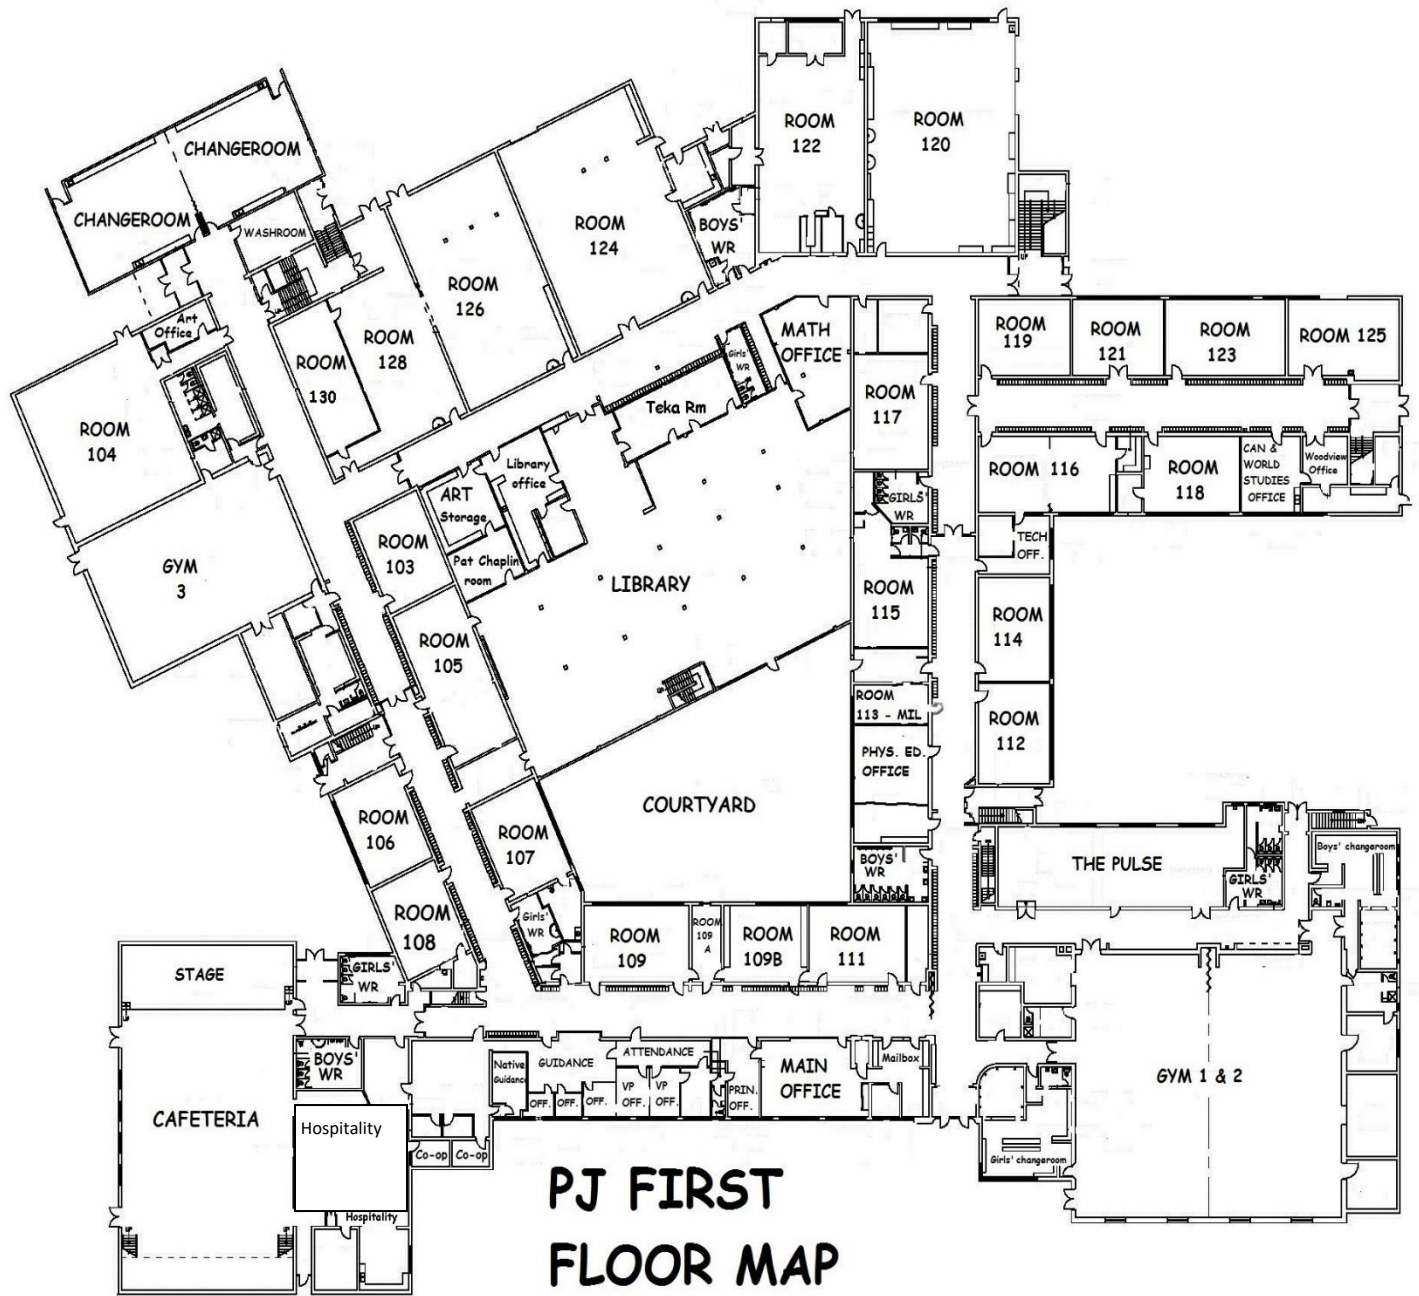 CHANGEROOM
CHANGEROOM
WASHROOM
Art
Office
ROOM
104
GYM
3
ROOM
130
ROOM
128
ROOM
126
ROOM
124
BOYS'
WR
ROOM
122
ROOM
120
MATH
OFFICE
Girls'
WR
Teka Rm
Library
office
ART
Storage
Pat Chaplin
room
ROOM
103
ROOM
105
LIBRARY
ROOM
117
GIRLS'
WR
ROOM
115
ROOM
113 - MIL
PHYS. ED.
OFFICE
BOYS'
WR
ROOM
119
ROOM
121
ROOM
123
ROOM 125
ROOM 116
ROOM
118
CAN &
WORLD
STUDIES
OFFICE
Woodview
Office
TECH
OFF.
ROOM
114
ROOM
112
COURTYARD
ROOM
106
ROOM
107
ROOM
108
Girls'
WR
ROOM
109
ROOM
109
A
ROOM
109B
ROOM
111
THE PULSE
GIRLS'
WR
Boys' changeroom
GYM 1 & 2
Girls' changeroom
STAGE
GIRLS'
WR
BOYS'
WR
CAFETERIA
Hospitality
Hospitality
Co-op
Co-op
Native
Guidance
GUIDANCE
OFF.
OFF.
OFF.
ATTENDANCE
VP
OFF.
VP
OFF.
PRIN.
OFF.
MAIN
OFFICE
Mailbox
PJ FIRST
FLOOR MAP